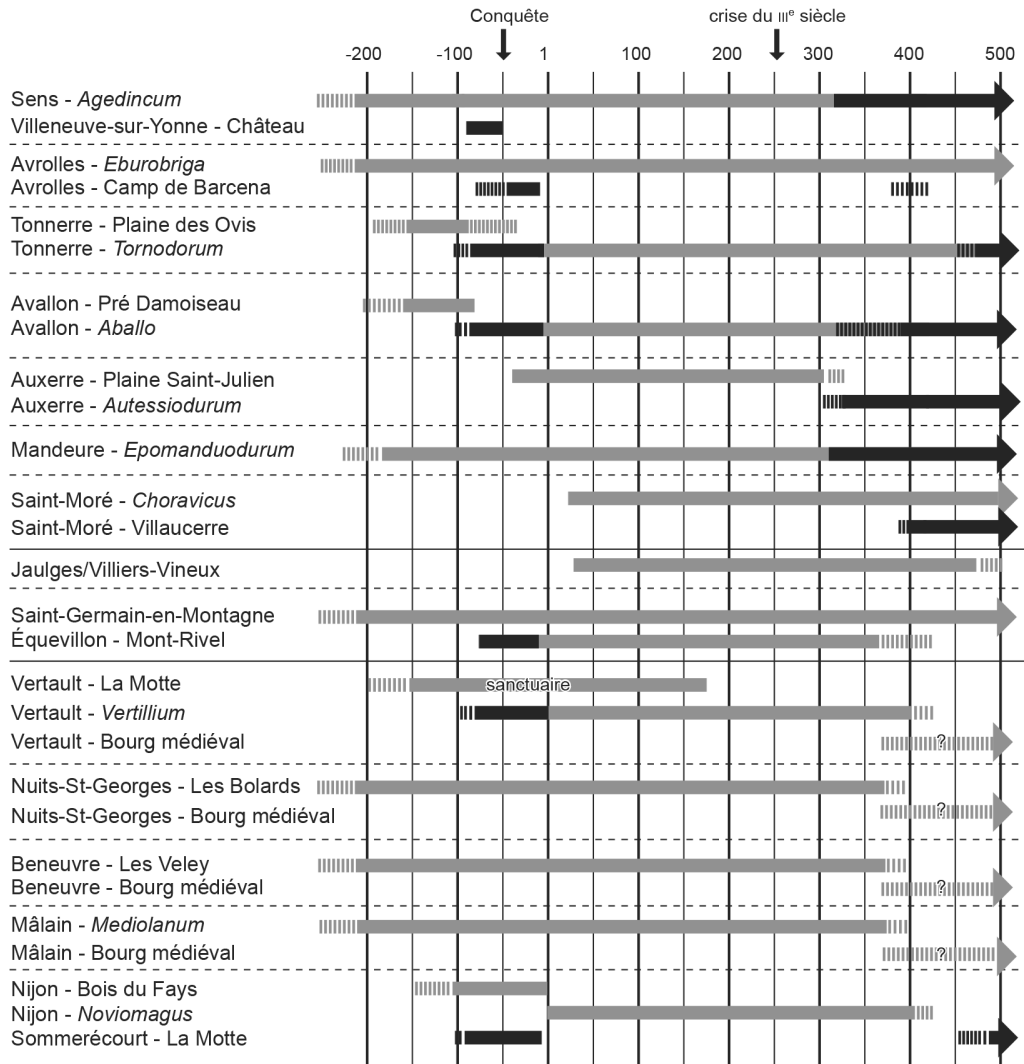 Conquête crise du IIIᵉ siècle
-200 -100 1 100 200 300 400 500
Sens - Agedincum
Villeneuve-sur-Yonne - Château
Avrolles - Eburobriga
Avrolles - Camp de Barcena
Tonnerre - Plaine des Ovis
Tonnerre - Tornodorum
Avallon - Pré Damoiseau
Avallon - Aballo
Auxerre - Plaine Saint-Julien
Auxerre - Autessiodurum
Mandeure - Epomanduodurum
Saint-Moré - Choravicus
Saint-Moré - Villaucerre
Jaulges/Villiers-Vineux
Saint-Germain-en-Montagne
Équevillon - Mont-Rivel
Vertault - La Motte sanctuaire
Vertault - Vertillium
Vertault - Bourg médiéval ?
Nuits-St-Georges - Les Bolards
Nuits-St-Georges - Bourg médiéval ?
Beneuvre - Les Veley
Beneuvre - Bourg médiéval ?
Mâlain - Mediolanum
Mâlain - Bourg médiéval ?
Nijon - Bois du Fays
Nijon - Noviomagus
Sommerécourt - La Motte